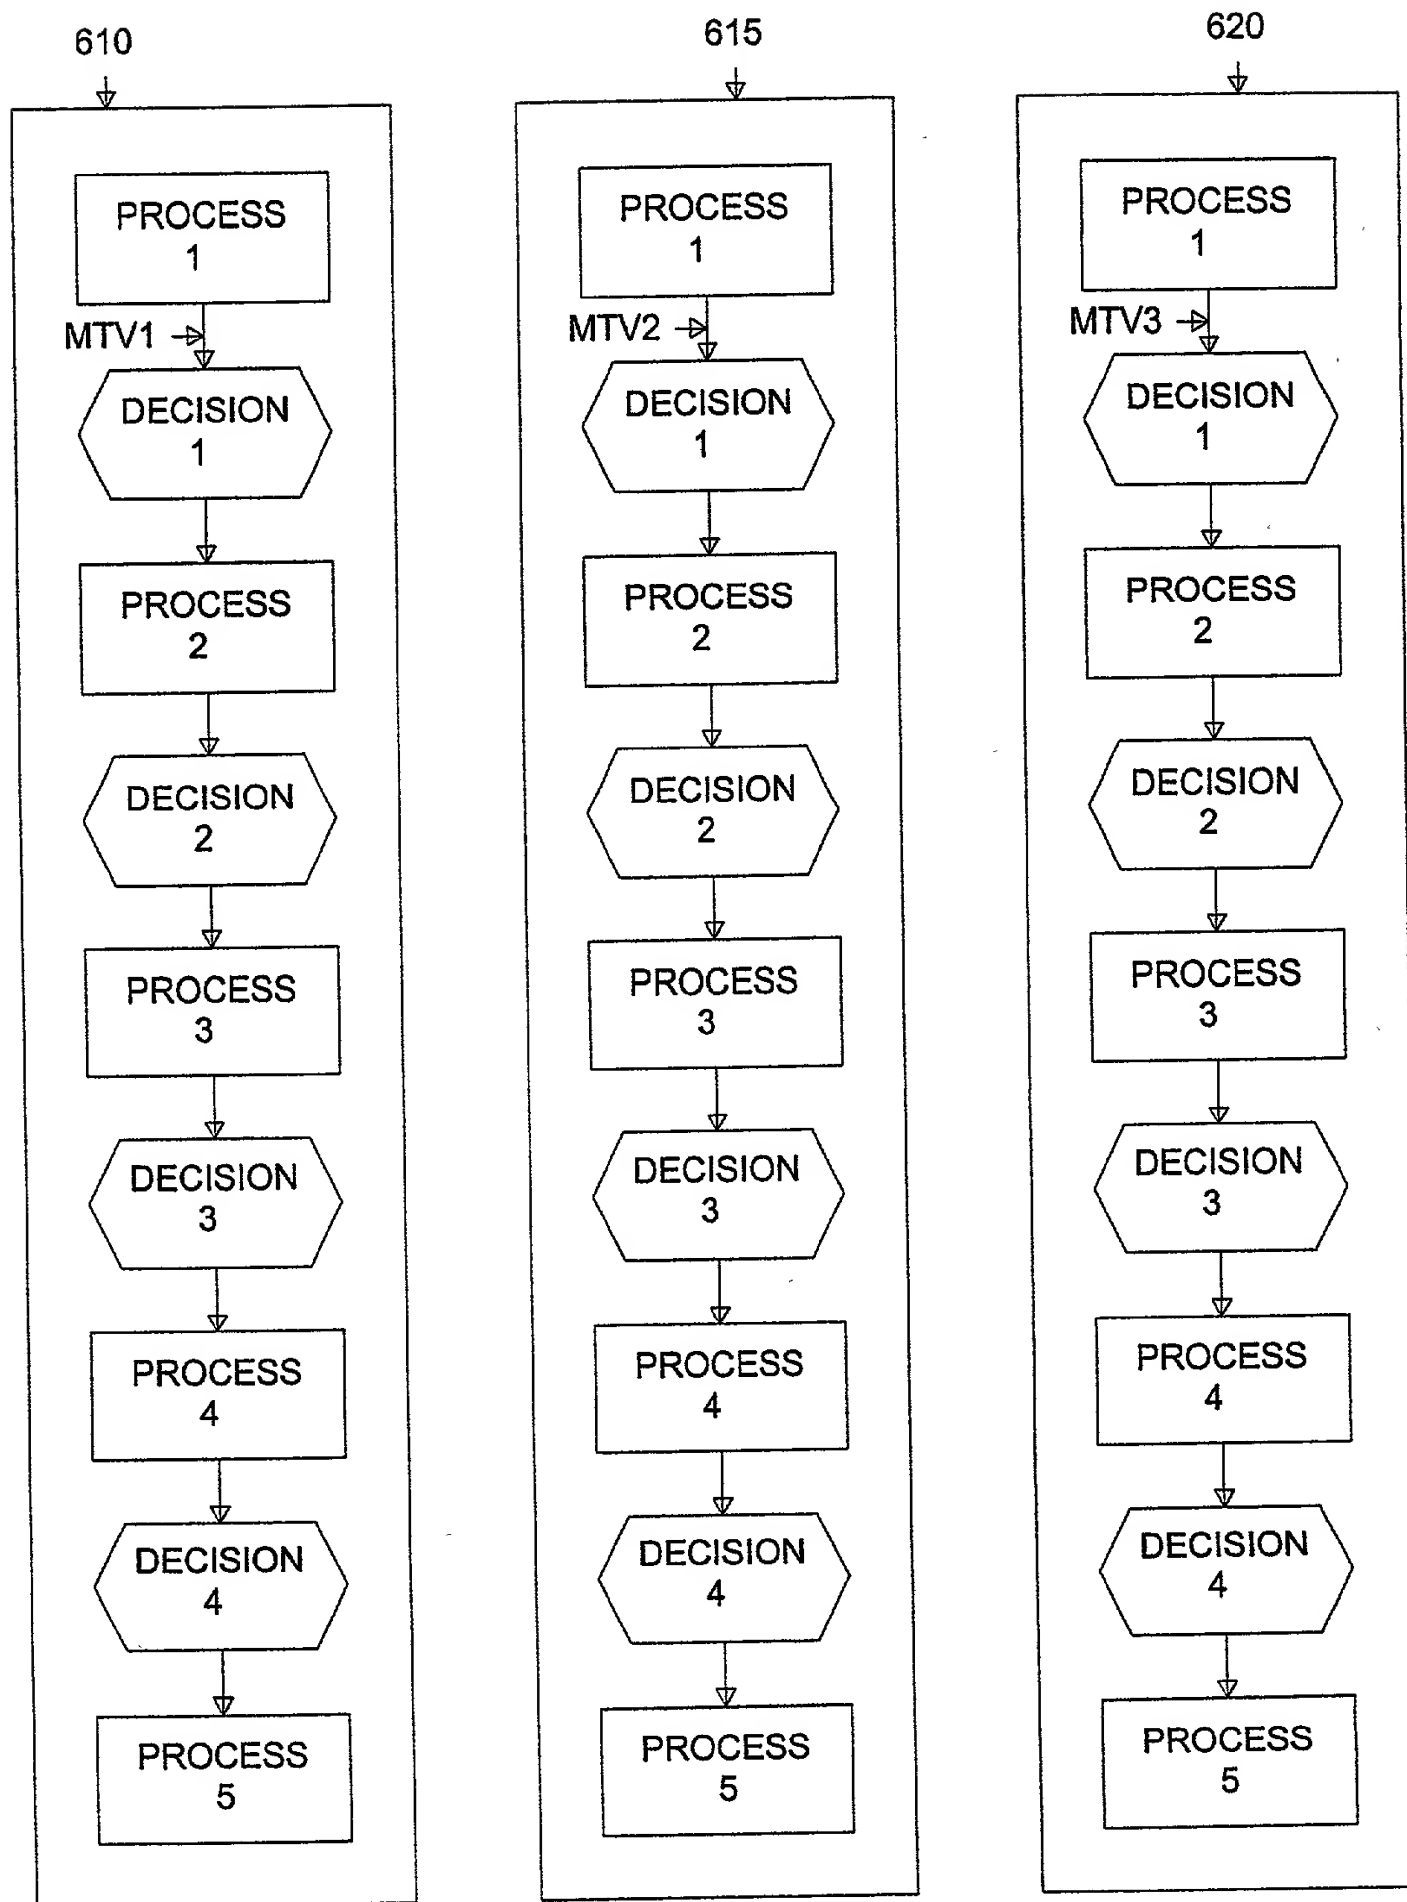 610
PROCESS
1
MTV1
DECISION
1
PROCESS
2
DECISION
2
PROCESS
3
DECISION
3
PROCESS
4
DECISION
4
PROCESS
5
615
PROCESS
1
MTV2
DECISION
1
PROCESS
2
DECISION
2
PROCESS
3
DECISION
3
PROCESS
4
DECISION
4
PROCESS
5
620
PROCESS
1
MTV3
DECISION
1
PROCESS
2
DECISION
2
PROCESS
3
DECISION
3
PROCESS
4
DECISION
4
PROCESS
5